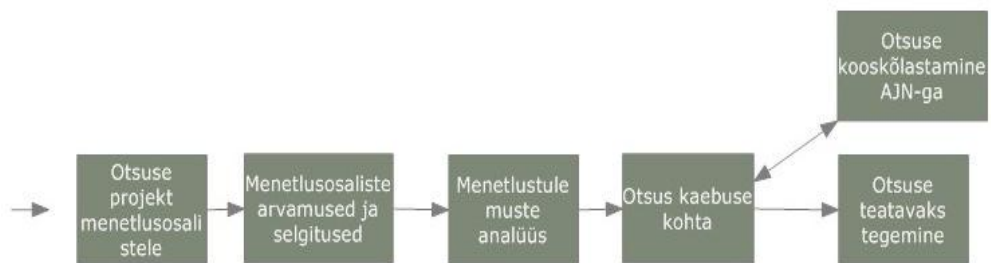 Otsuse
projekt
menetlusosali
stele
Menetlusosaliste
arvamused ja
selgitused
Menetlustule
muste
analüüs
Otsus kaebuse
kohta
Otsuse
kooskõlastamine
AJN-ga
Otsuse
teatavaks
tegemine